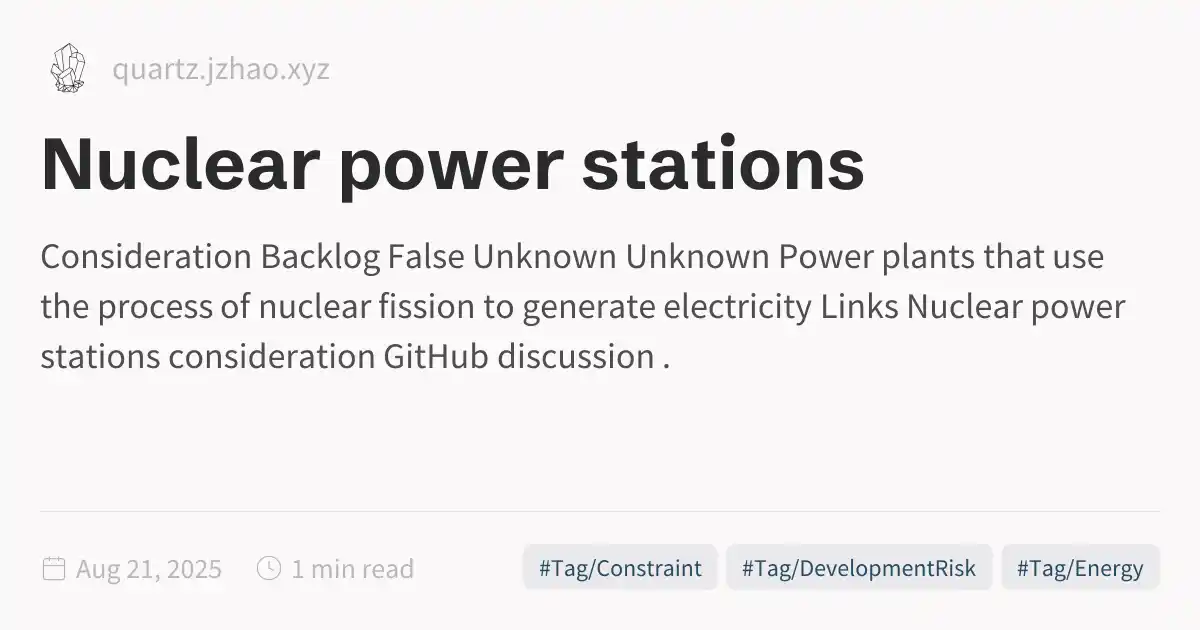 quartz.jzhao.xyz
Nuclear power stations
Consideration Backlog False Unknown Unknown Power plants that use
the process of nuclear fission to generate electricity Links Nuclear power
stations consideration GitHub discussion .
Aug 21, 2025 1 min read #Tag/Constraint #Tag/DevelopmentRisk #Tag/Energy